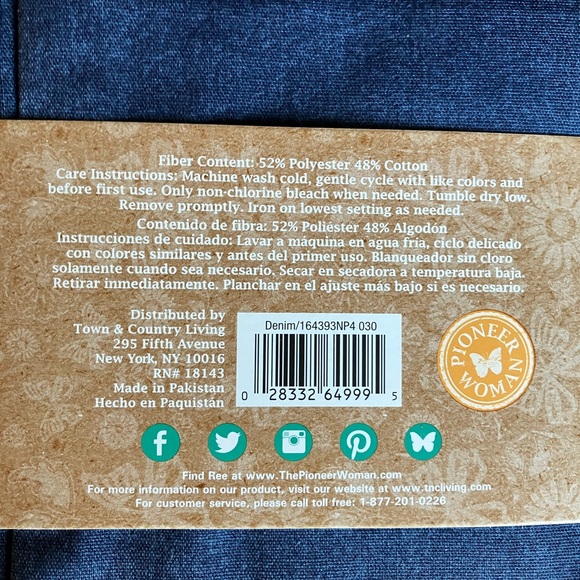 Fiber Content: 52% Polyester 48% Cotton
Care Instructions: Machine wash cold, gentle cycle with like colors and
before first use. Only non-chlorine bleach when needed. Tumble dry low.
Remove promptly. Iron on lowest setting as needed.
Contenido de fibra: 52% Poliéster 48% Algodón
Instrucciones de cuidado: Lavar a máquina en agua fría, ciclo delicado
con colores similares y antes del primer uso. Blanqueador sin cloro
solamente cuando sea necesario. Secar en secadora a temperatura baja.
Retirar inmediatamente. Planchar en el ajuste más bajo si es necesario.
Distributed by
Town & Country Living
295 Fifth Avenue
New York, NY 10016
RN# 18143
Made in Pakistan
Hecho en Paquistán
Denim/164393NP4 030
0 28332 64999 5
PIONEER
WOMAN
Find Ree at www.ThePioneerWoman.com
For more information on our product, visit our website at www.tncliving.com
For customer service, please call toll free: 1-877-201-0226